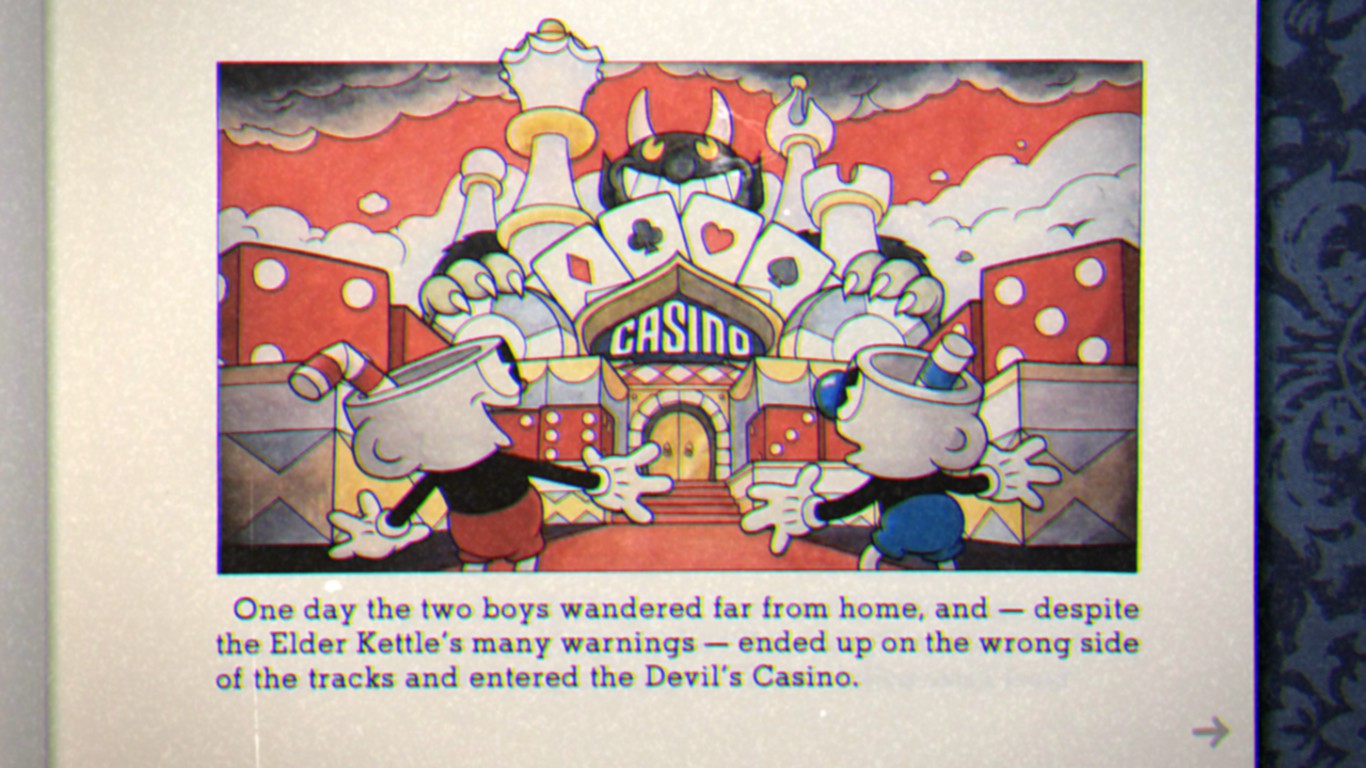 CASINO
One day the two boys wandered far from home, and — despite
the Elder Kettle's many warnings — ended up on the wrong side
of the tracks and entered the Devil's Casino.